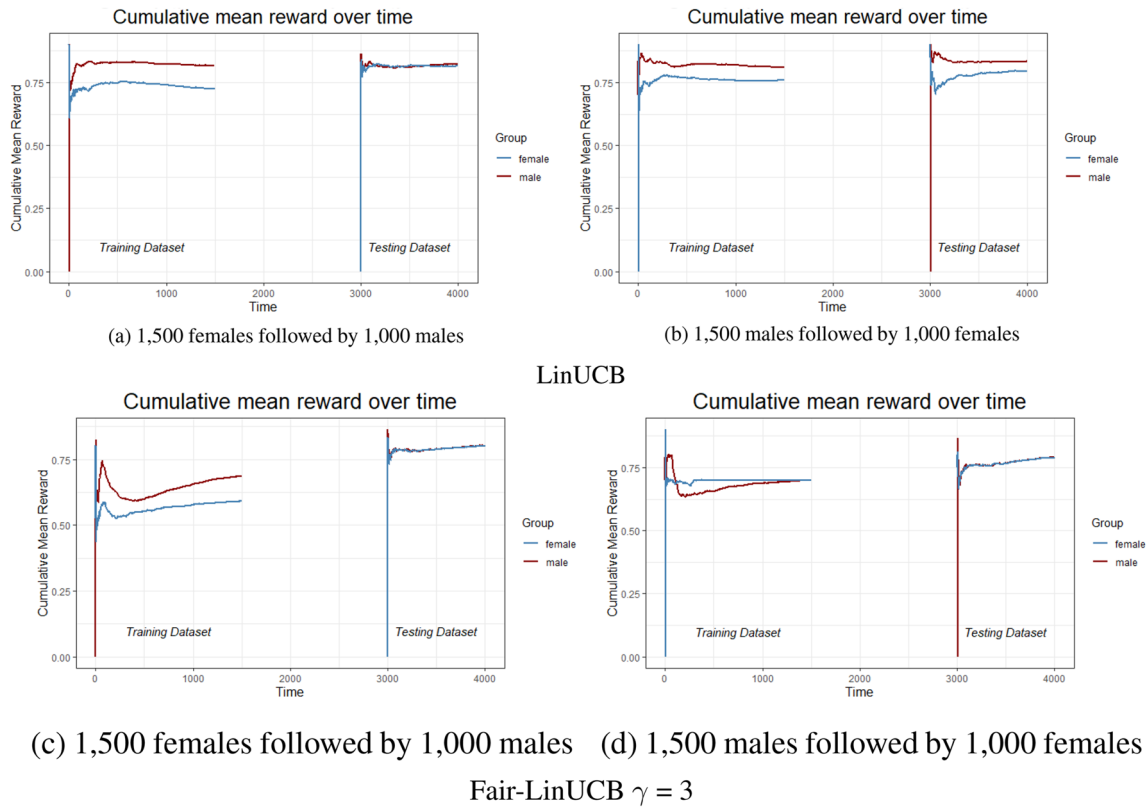 Cumulative mean reward over time
Cumulative Mean Reward
0.75
0.50
0.25
0.00
Training Dataset
Testing Dataset
0
1000
2000
3000
4000
Time
Group
female
male
(a) 1,500 females followed by 1,000 males
Cumulative mean reward over time
Cumulative Mean Reward
0.75
0.50
0.25
0.00
Training Dataset
Testing Dataset
0
1000
2000
3000
4000
Time
Group
female
male
(b) 1,500 males followed by 1,000 females
LinUCB
Cumulative mean reward over time
Cumulative Mean Reward
0.75
0.50
0.25
0.00
Training Dataset
Testing Dataset
0
1000
2000
3000
4000
Time
Group
female
male
(c) 1,500 females followed by 1,000 males
Cumulative mean reward over time
Cumulative Mean Reward
0.75
0.50
0.25
0.00
Training Dataset
Testing Dataset
0
1000
2000
3000
4000
Time
Group
female
male
(d) 1,500 males followed by 1,000 females
Fair-LinUCB γ = 3